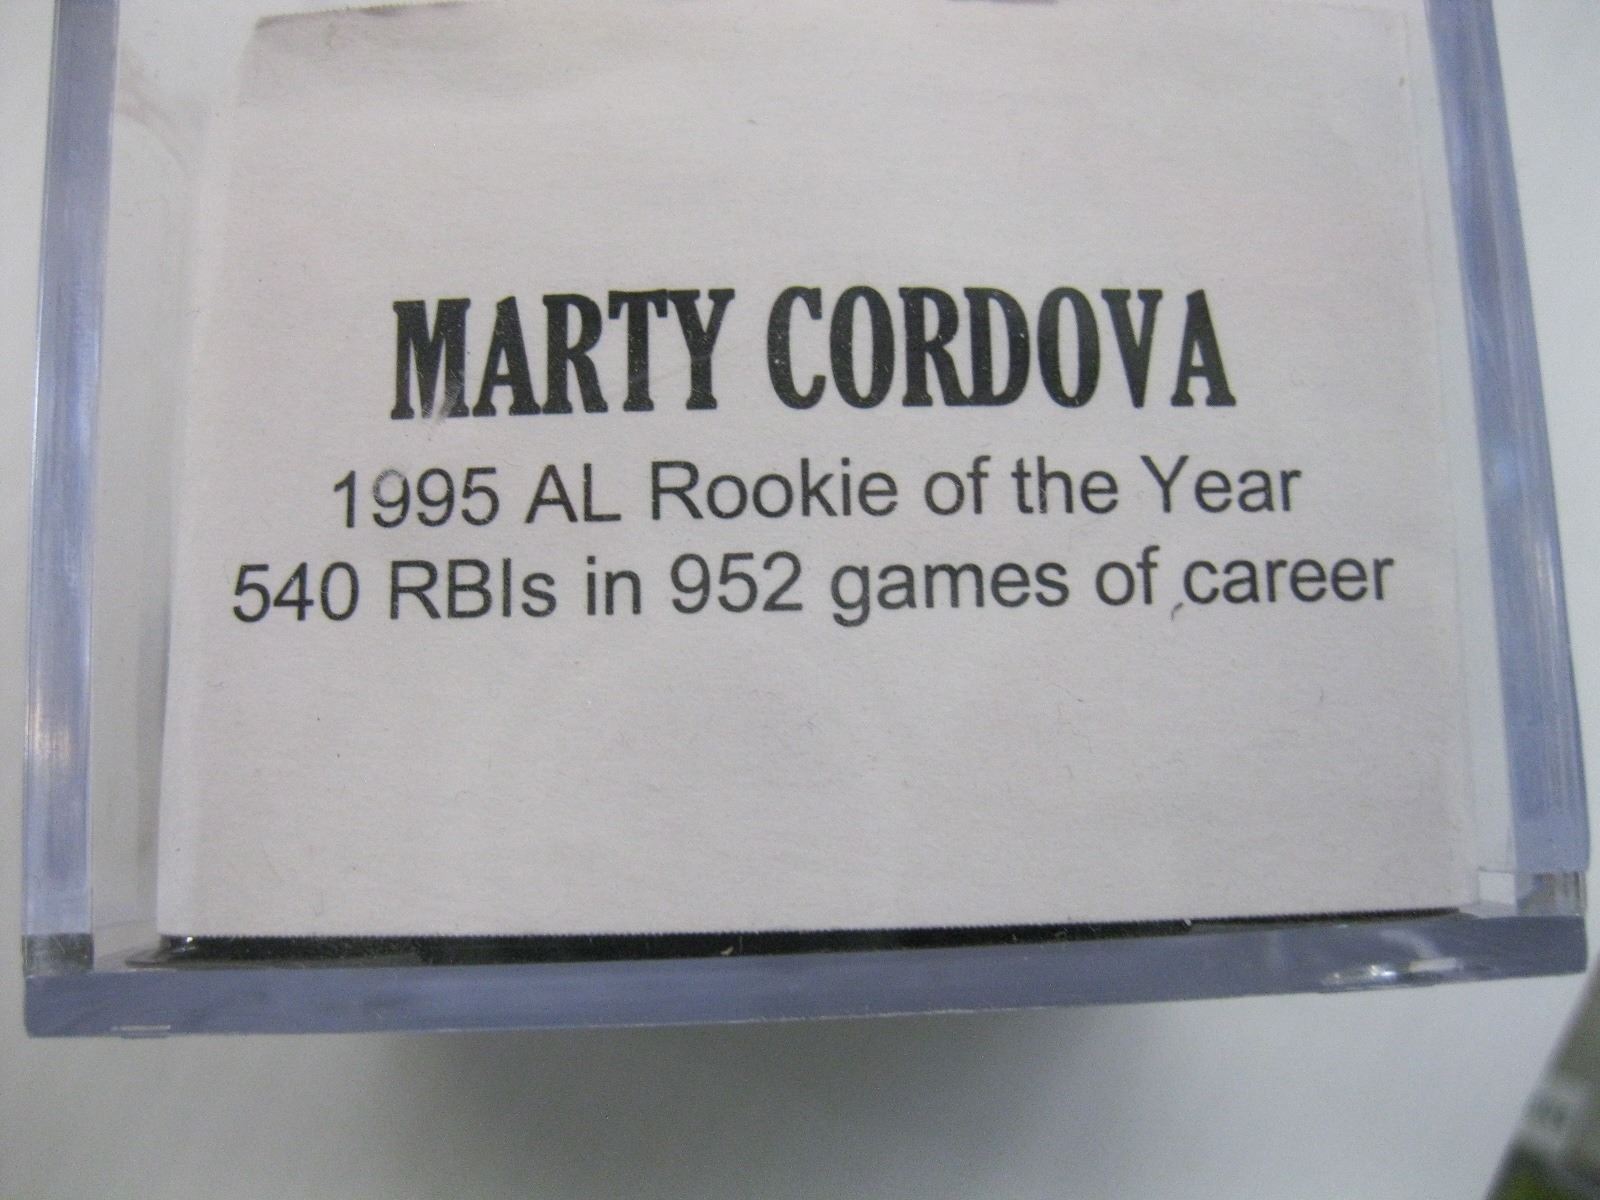 MARTY CORDOVA
1995 AL Rookie of the Year
540 RBIs in 952 games of career